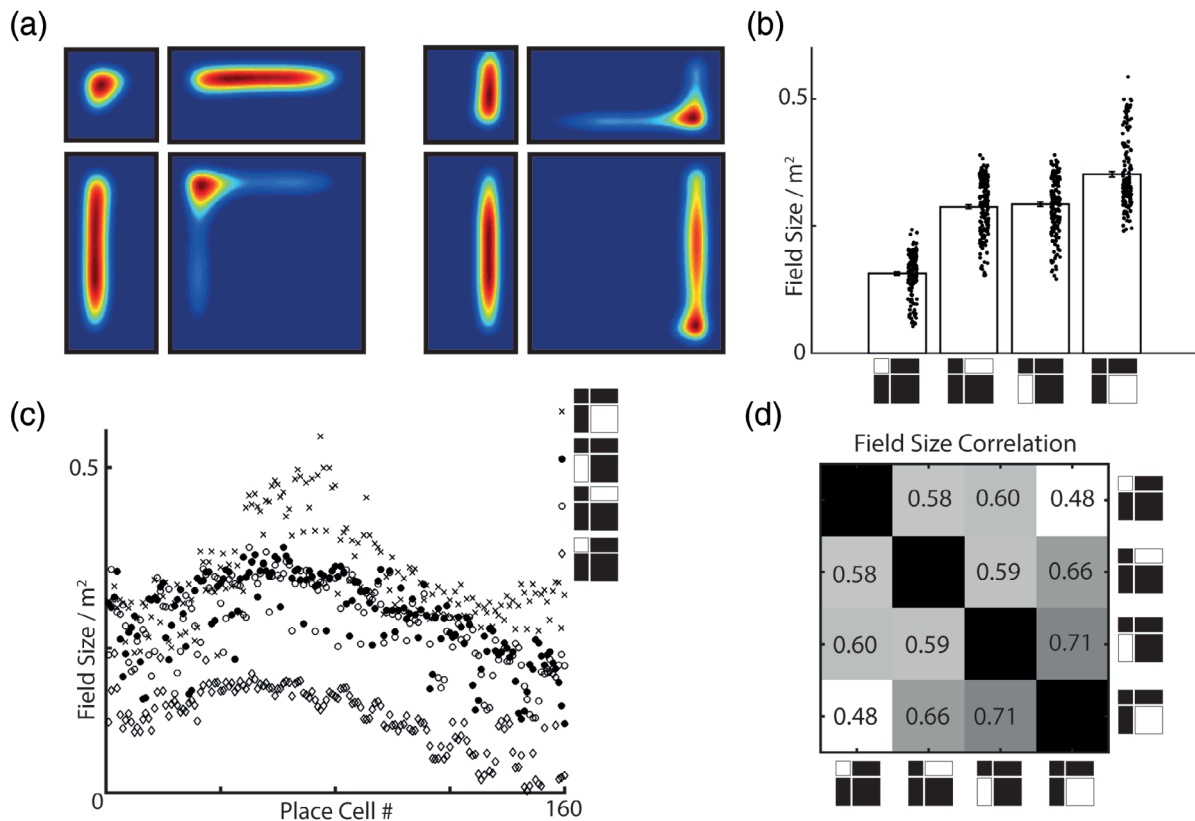 (a)
(b)
Field Size / m²
0.5
0
(c)
Field Size / m²
0.5
0
Place Cell #
160
(d)
Field Size Correlation
0.58 0.60 0.48
0.58 0.59 0.66
0.60 0.59 0.71
0.48 0.66 0.71